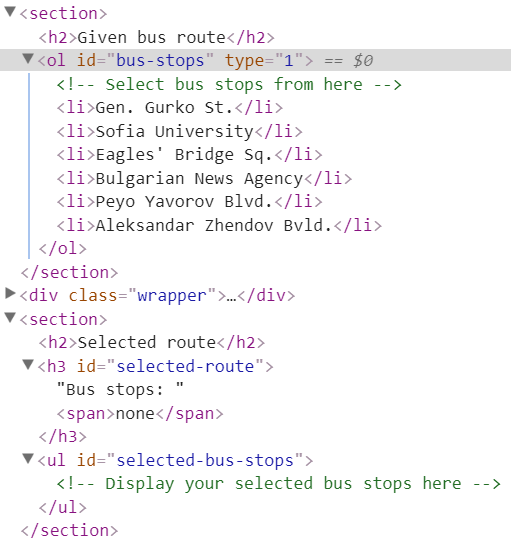 ▼<section>
<h2>Given bus route</h2>
▼<ol id="bus-stops" type="1"> == $0
<!-- Select bus stops from here -->
<li>Gen. Gurko St.</li>
<li>Sofia University</li>
<li>Eagles' Bridge Sq.</li>
<li>Bulgarian News Agency</li>
<li>Peyo Yavorov Blvd.</li>
<li>Aleksandar Zhendov Bvld.</li>
</ol>
</section>
▶<div class="wrapper">…</div>
▼<section>
<h2>Selected route</h2>
▼<h3 id="selected-route">
"Bus stops: "
<span>none</span>
</h3>
▼<ul id="selected-bus-stops">
<!-- Display your selected bus stops here -->
</ul>
</section>